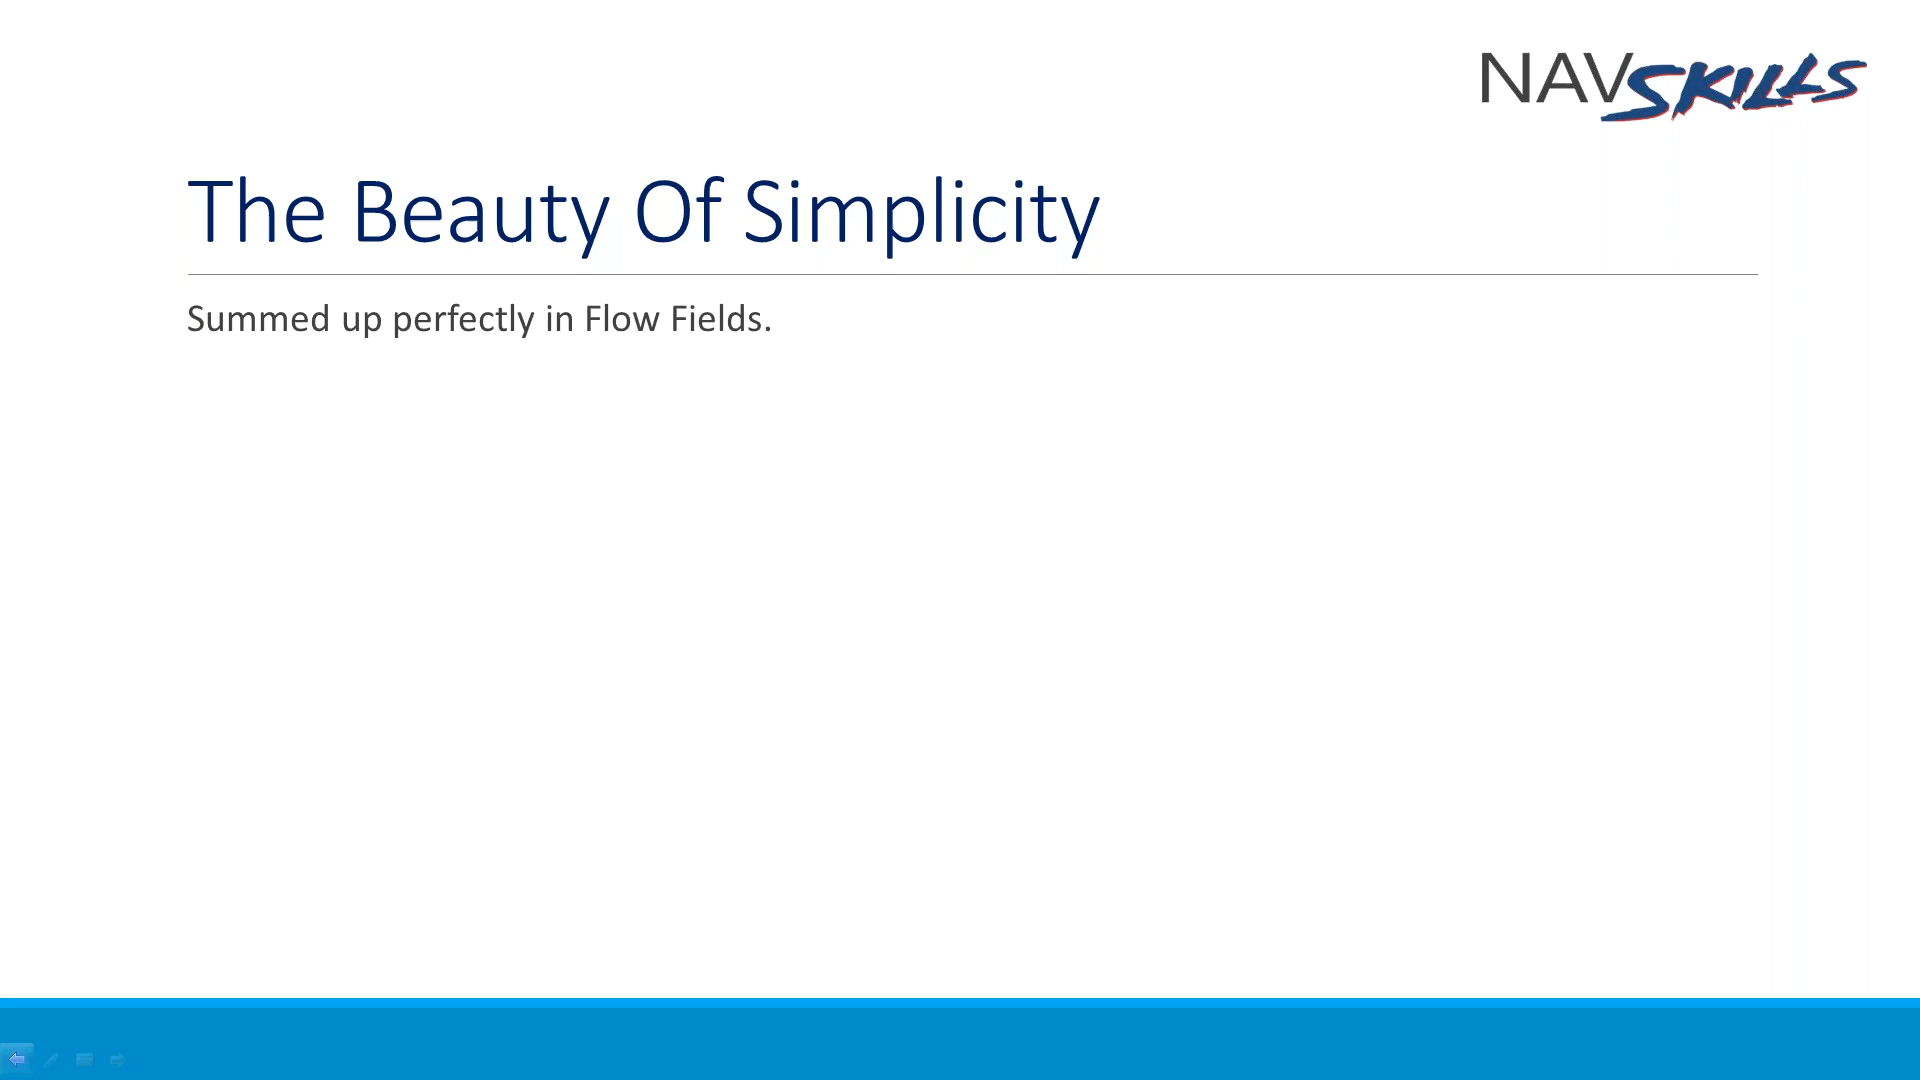 NAVSKILLS
The Beauty Of Simplicity
Summed up perfectly in Flow Fields.